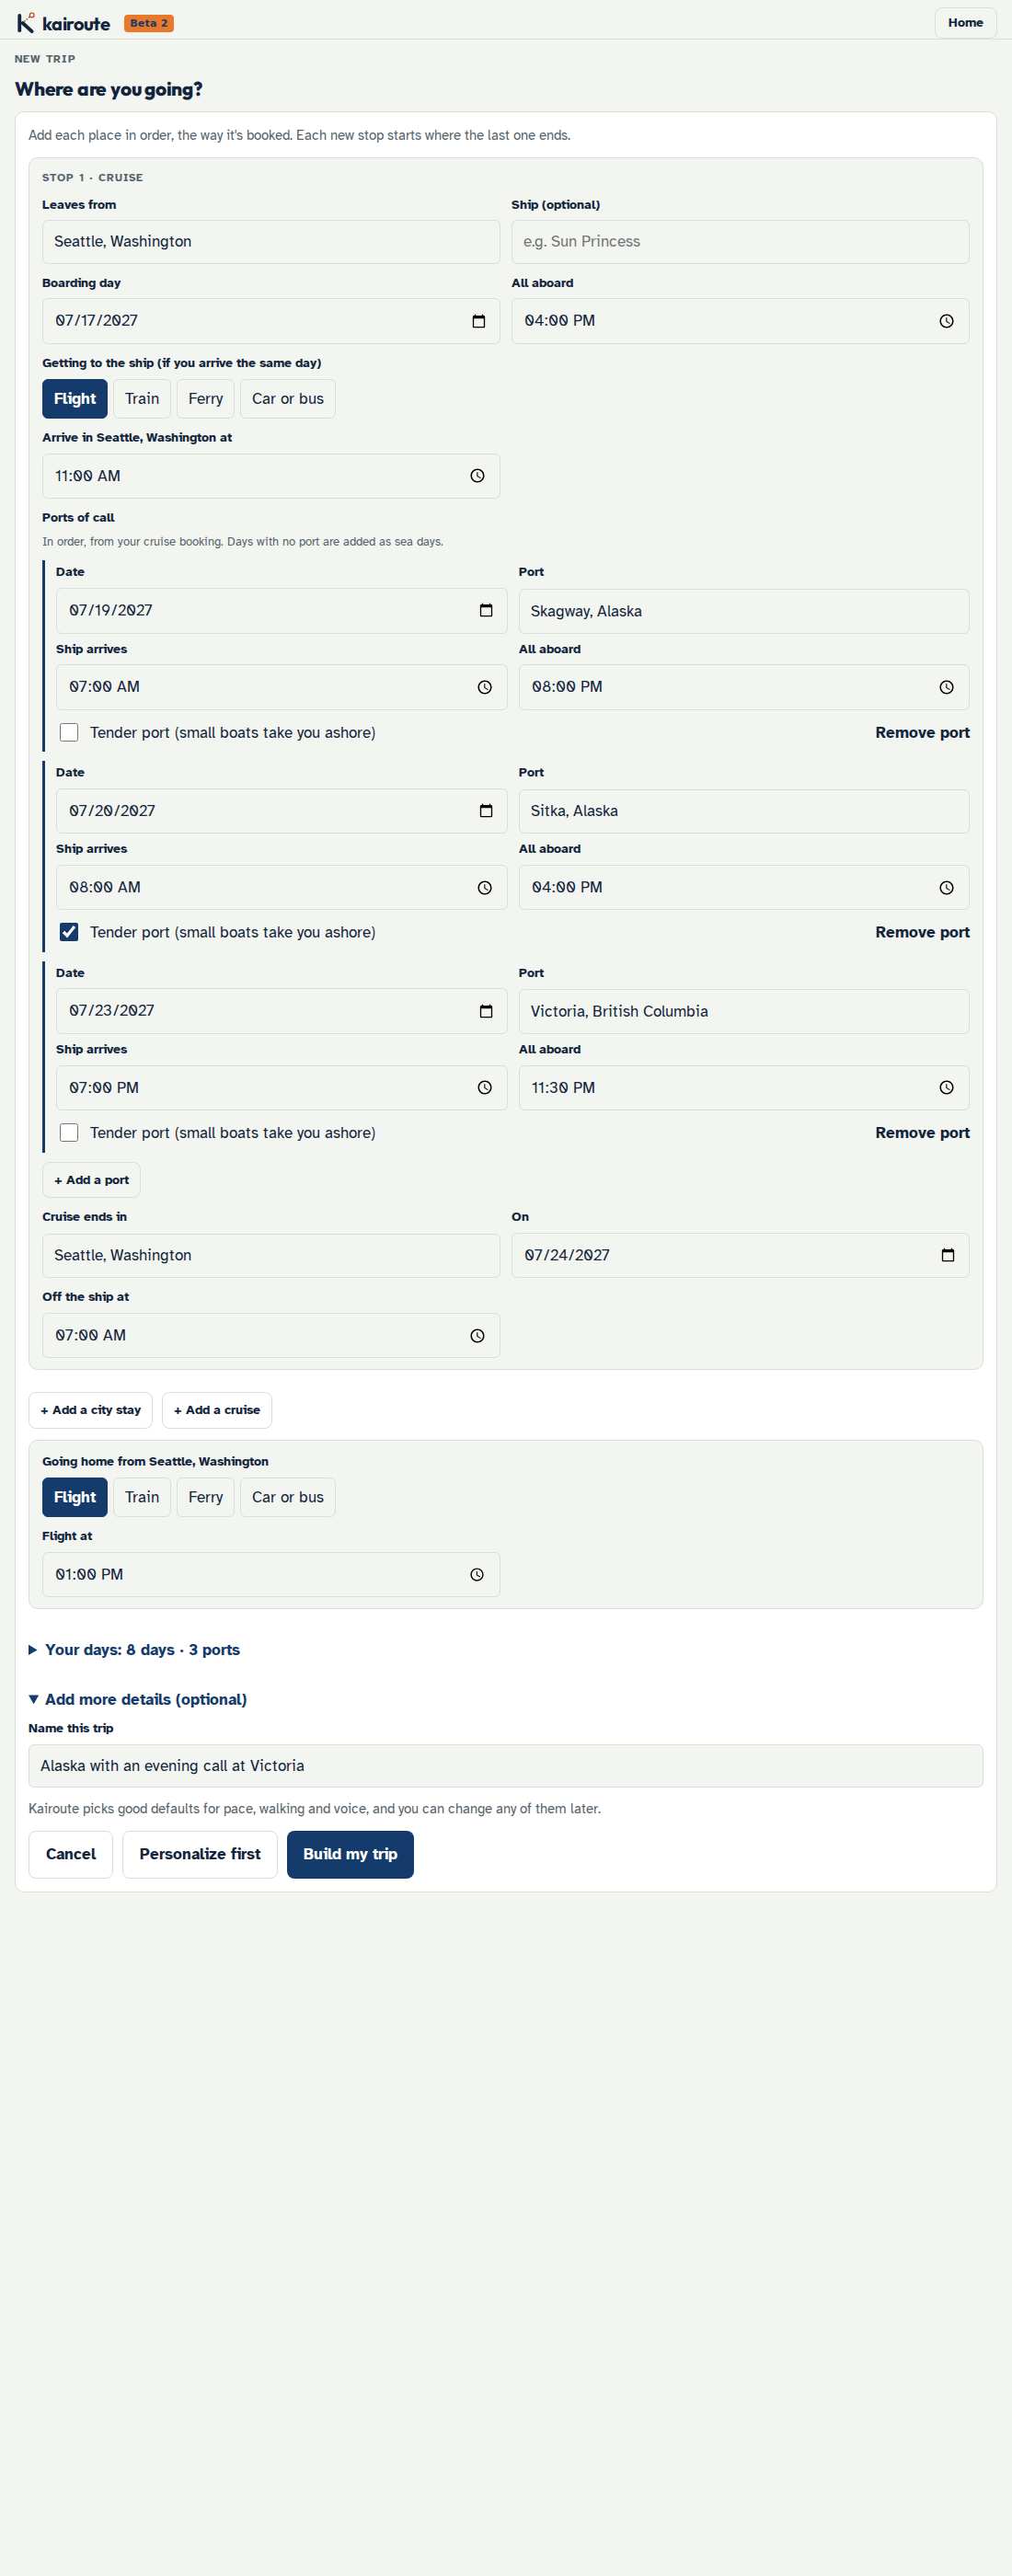 kairoute Beta 2 Home
NEW TRIP
Where are you going?
Add each place in order, the way it's booked. Each new stop starts where the last one ends.
STOP 1 · CRUISE
Leaves from Ship (optional)
Seattle, Washington e.g. Sun Princess
Boarding day All aboard
07/17/2027 04:00 PM
Getting to the ship (if you arrive the same day)
Flight Train Ferry Car or bus
Arrive in Seattle, Washington at
11:00 AM
Ports of call
In order, from your cruise booking. Days with no port are added as sea days.
Date Port
07/19/2027 Skagway, Alaska
Ship arrives All aboard
07:00 AM 08:00 PM
Tender port (small boats take you ashore) Remove port
Date Port
07/20/2027 Sitka, Alaska
Ship arrives All aboard
08:00 AM 04:00 PM
Tender port (small boats take you ashore) Remove port
Date Port
07/23/2027 Victoria, British Columbia
Ship arrives All aboard
07:00 PM 11:30 PM
Tender port (small boats take you ashore) Remove port
+ Add a port
Cruise ends in On
Seattle, Washington 07/24/2027
Off the ship at
07:00 AM
+ Add a city stay + Add a cruise
Going home from Seattle, Washington
Flight Train Ferry Car or bus
Flight at
01:00 PM
Your days: 8 days · 3 ports
Add more details (optional)
Name this trip
Alaska with an evening call at Victoria
Kairoute picks good defaults for pace, walking and voice, and you can change any of them later.
Cancel Personalize first Build my trip